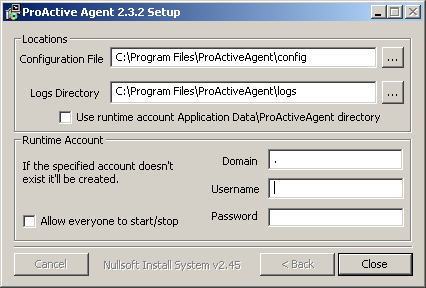 ProActive Agent 2.3.2 Setup
Locations
Configuration File C:\Program Files\ProActiveAgent\config ...
Logs Directory C:\Program Files\ProActiveAgent\logs ...
Use runtime account Application Data\ProActiveAgent directory
Runtime Account
If the specified account doesn't
exist it'll be created.
Domain .
Username
Allow everyone to start/stop
Password
Cancel Nullsoft Install System v2.45 < Back Close